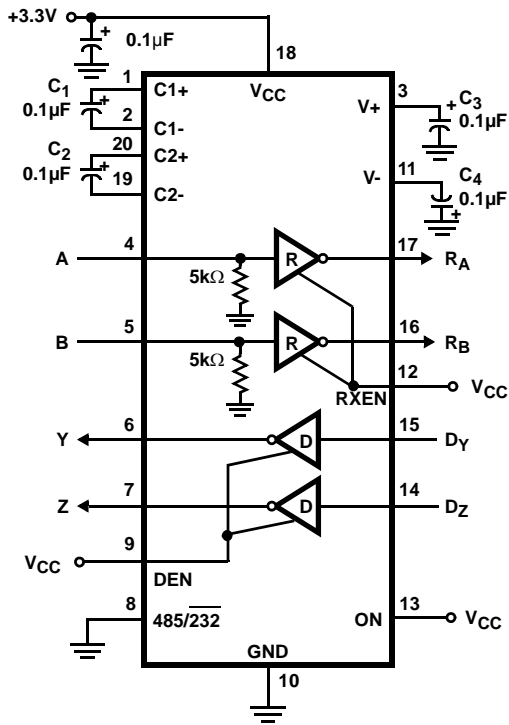 +3.3V
0.1µF
18
VCC
C1
0.1µF
1
C1+
2
C1-
C2
0.1µF
20
C2+
19
C2-
3
V+
C3
0.1µF
11
V-
C4
0.1µF
A
4
5kΩ
R
17
RA
B
5
5kΩ
R
16
RB
RXEN
12
VCC
Y
6
D
15
DY
Z
7
D
14
DZ
VCC
9
DEN
8
485/232̅
ON
13
VCC
GND
10